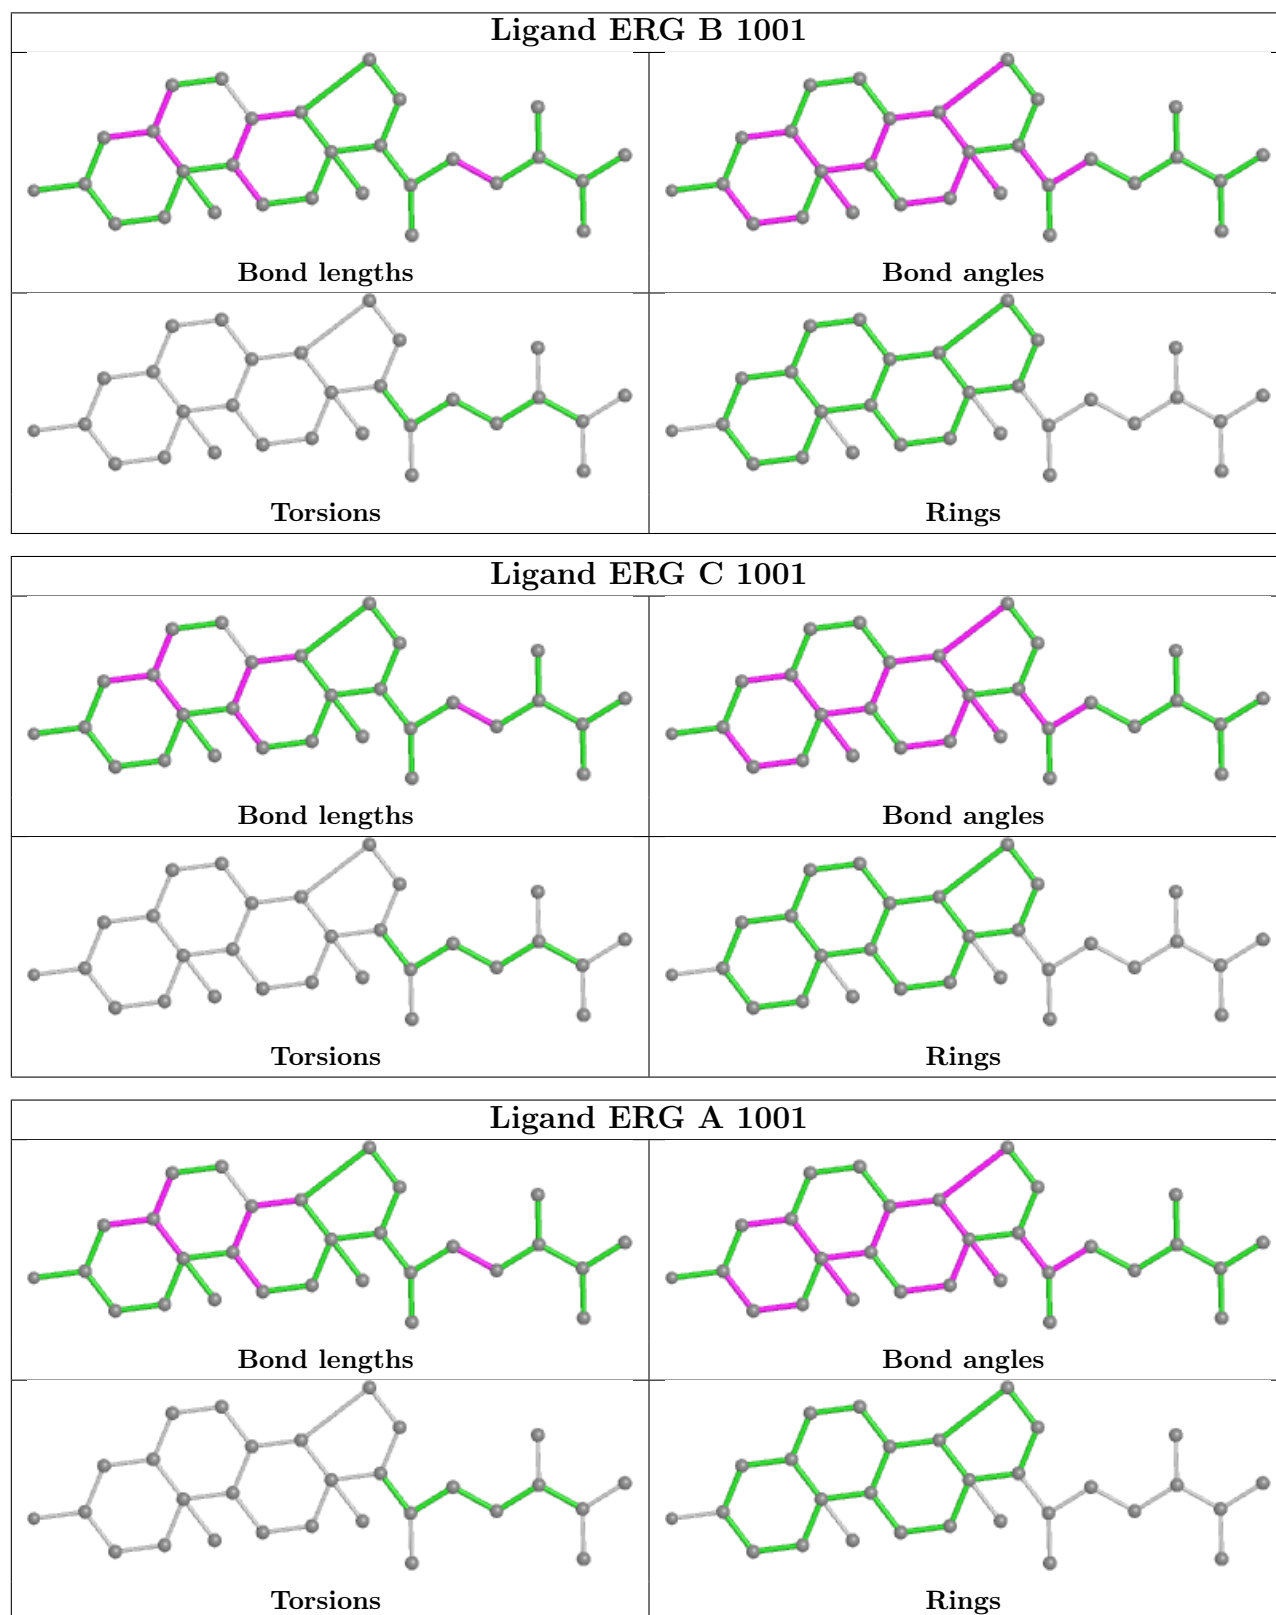 Ligand ERG B 1001
Bond lengths
Bond angles
Torsions
Rings
Ligand ERG C 1001
Bond lengths
Bond angles
Torsions
Rings
Ligand ERG A 1001
Bond lengths
Bond angles
Torsions
Rings